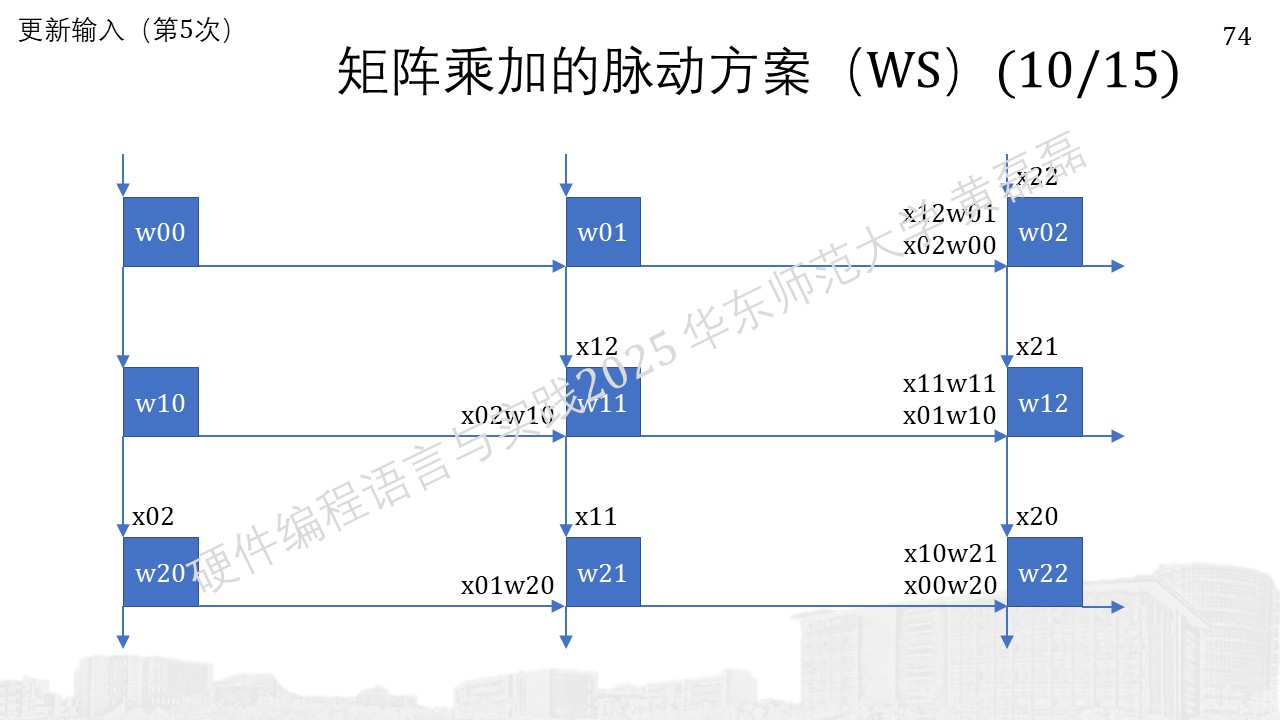 更新输入（第5次）
74
矩阵乘加的脉动方案（WS）(10/15)
x22
w00
w01
x12w01
x02w00
w02
x12
x21
w10
x02w10
w11
x11w11
x01w10
w12
x02
x11
x20
w20
x01w20
w21
x10w21
x00w20
w22
硬件编程语言与实践2025 华东师范大学 黄磊磊